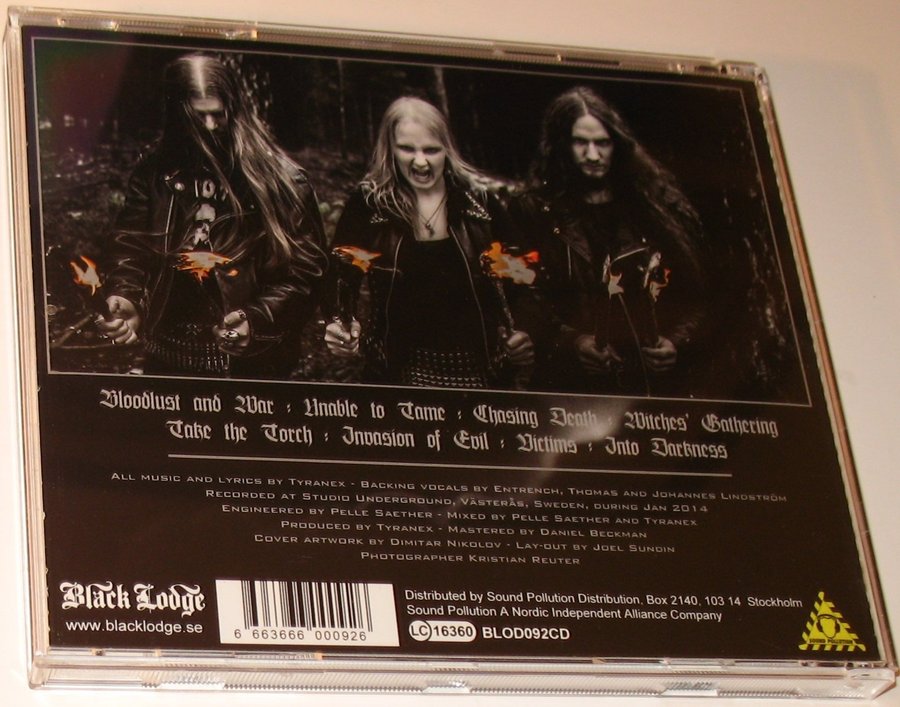 Bloodlust and War : Unable to Tame : Chasing Death : Witches' Gathering
Take the Torch : Invasion of Evil : Victims : Into Darkness
All music and lyrics by Tyranex - Backing vocals by Entrench, Thomas and Johannes Lindström
Recorded at Studio Underground, Västerås, Sweden, during Jan 2014
Engineered by Pelle Saether - Mixed by Pelle Saether and Tyranex
Produced by Tyranex - Mastered by Daniel Beckman
Cover artwork by Dimitar Nikolov - Lay-out by Joel Sundin
Photographer Kristian Reuter
Black Lodge
www.blacklodge.se
6 663666 000926
Distributed by Sound Pollution Distribution, Box 2140, 103 14 Stockholm
Sound Pollution A Nordic Independent Alliance Company
LC 16360 BLOD092CD
SOUND POLLUTION